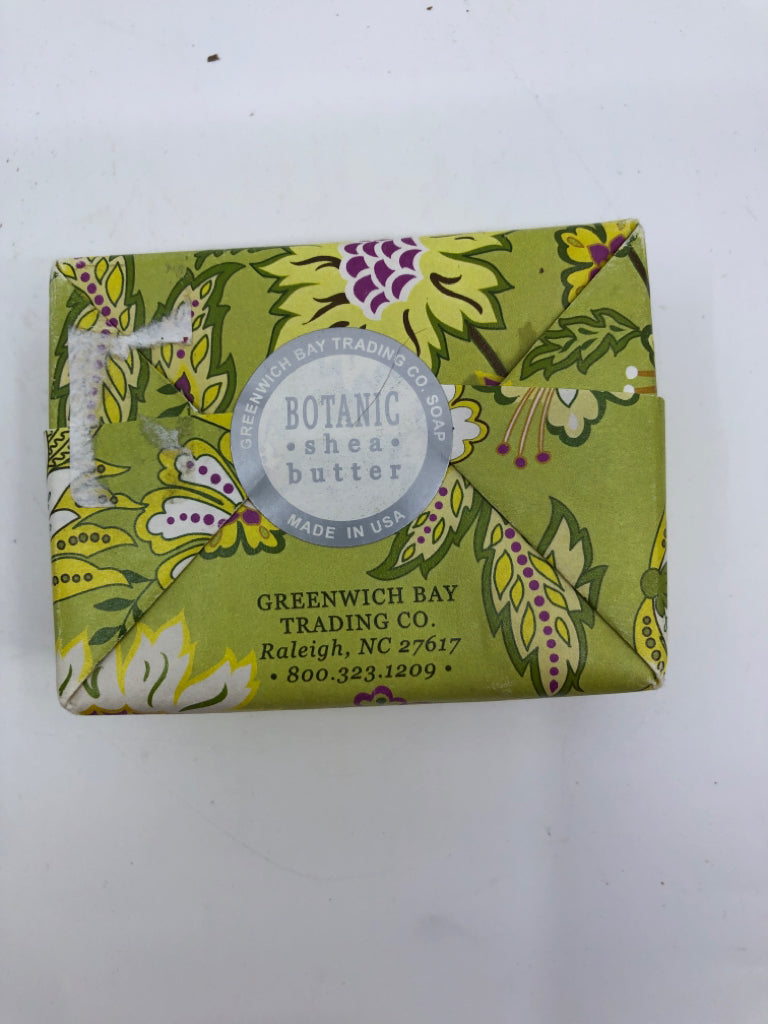 GREENWICH BAY TRADING CO. SOAP
BOTANIC
• shea •
butter
MADE IN USA
GREENWICH BAY
TRADING CO.
Raleigh, NC 27617
• 800.323.1209 •